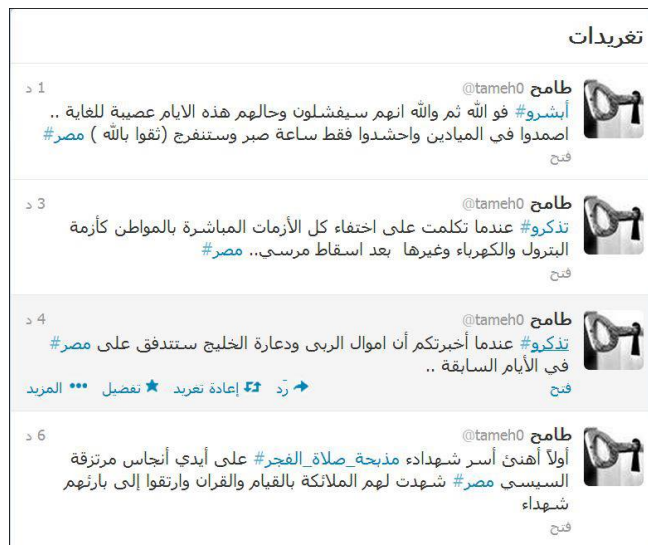 تغريدات
طامح @tameh0 1 د
أبشرو# فو الله ثم والله انهم سيفشلون وحالهم هذه الايام عصيبة للغاية ..
اصمدوا في الميادين واحشدوا فقط ساعة صبر وستنفرج (ثقوا بالله ) مصر#
فتح
طامح @tameh0 3 د
تذكرو# عندما تكلمت على اختفاء كل الأزمات المباشرة بالمواطن كأزمة
البترول والكهرباء وغيرها بعد اسقاط مرسي.. مصر#
فتح
طامح @tameh0 4 د
تذكرو# عندما أخبرتكم أن اموال الربى ودعارة الخليج ستتدفق على مصر#
في الأيام السابقة ..
فتح رَد إعادة تغريد تفضيل المزيد
طامح @tameh0 6 د
أولاً أهنئ أسر شهدادء مذبحة_صلاة_الفجر# على أيدي أنجاس مرتزقة
السيسي مصر# شهدت لهم الملائكة بالقيام والقران وارتقوا إلى بارئهم
شهداء
فتح